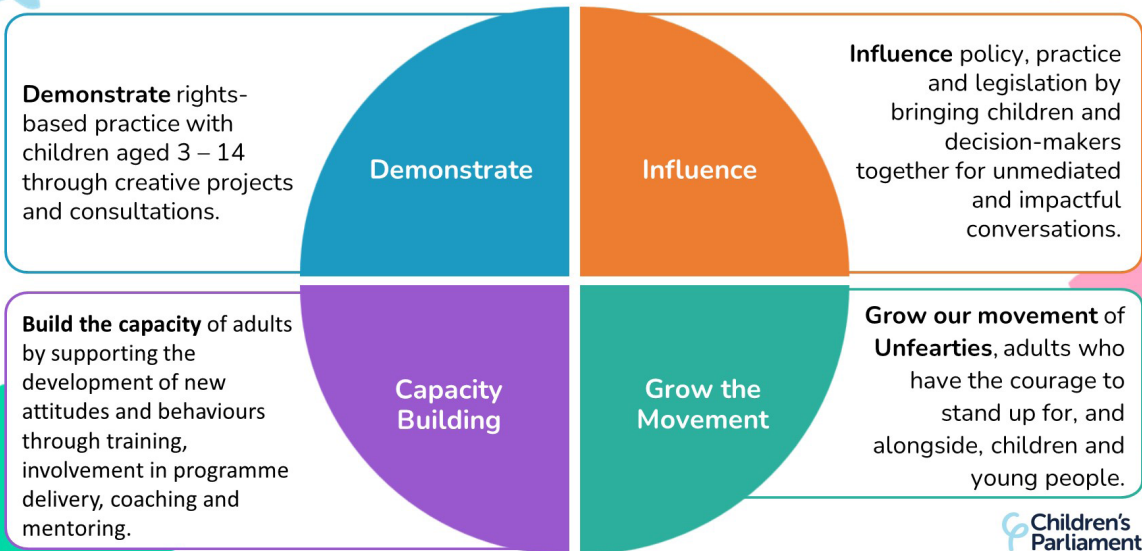 Demonstrate rights-
based practice with
children aged 3 – 14
through creative projects
and consultations.
Demonstrate
Influence
Influence policy, practice
and legislation by
bringing children and
decision-makers
together for unmediated
and impactful
conversations.
Build the capacity of adults
by supporting the
development of new
attitudes and behaviours
through training,
involvement in programme
delivery, coaching and
mentoring.
Capacity
Building
Grow the
Movement
Grow our movement of
Unfearties, adults who
have the courage to
stand up for, and
alongside, children and
young people.
Children's
Parliament